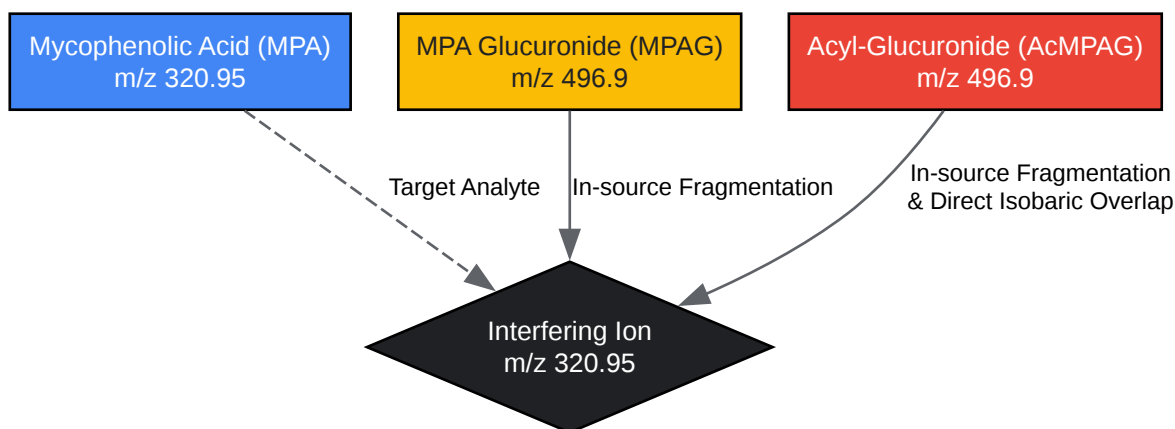 Mycophenolic Acid (MPA)
m/z 320.95
MPA Glucuronide (MPAG)
m/z 496.9
Acyl-Glucuronide (AcMPAG)
m/z 496.9
Target Analyte
In-source Fragmentation
In-source Fragmentation
& Direct Isobaric Overlap
Interfering Ion
m/z 320.95